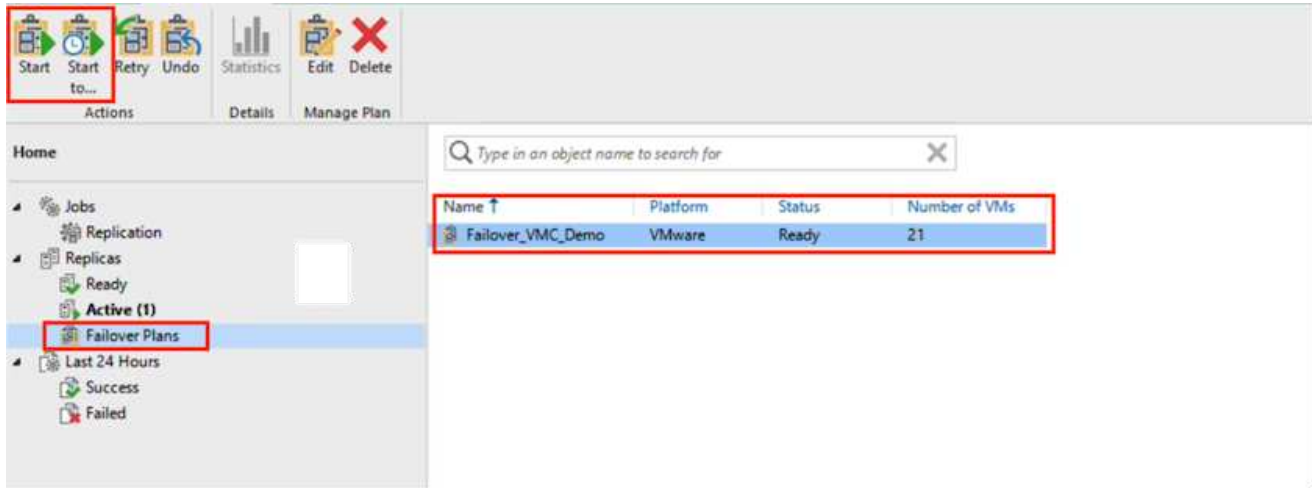 Start Start to... Retry Undo Statistics Edit Delete
Actions Details Manage Plan
Home
Type in an object name to search for
Jobs
Replication
Replicas
Ready
Active (1)
Failover Plans
Last 24 Hours
Success
Failed
Name Platform Status Number of VMs
Failover_VMC_Demo VMware Ready 21